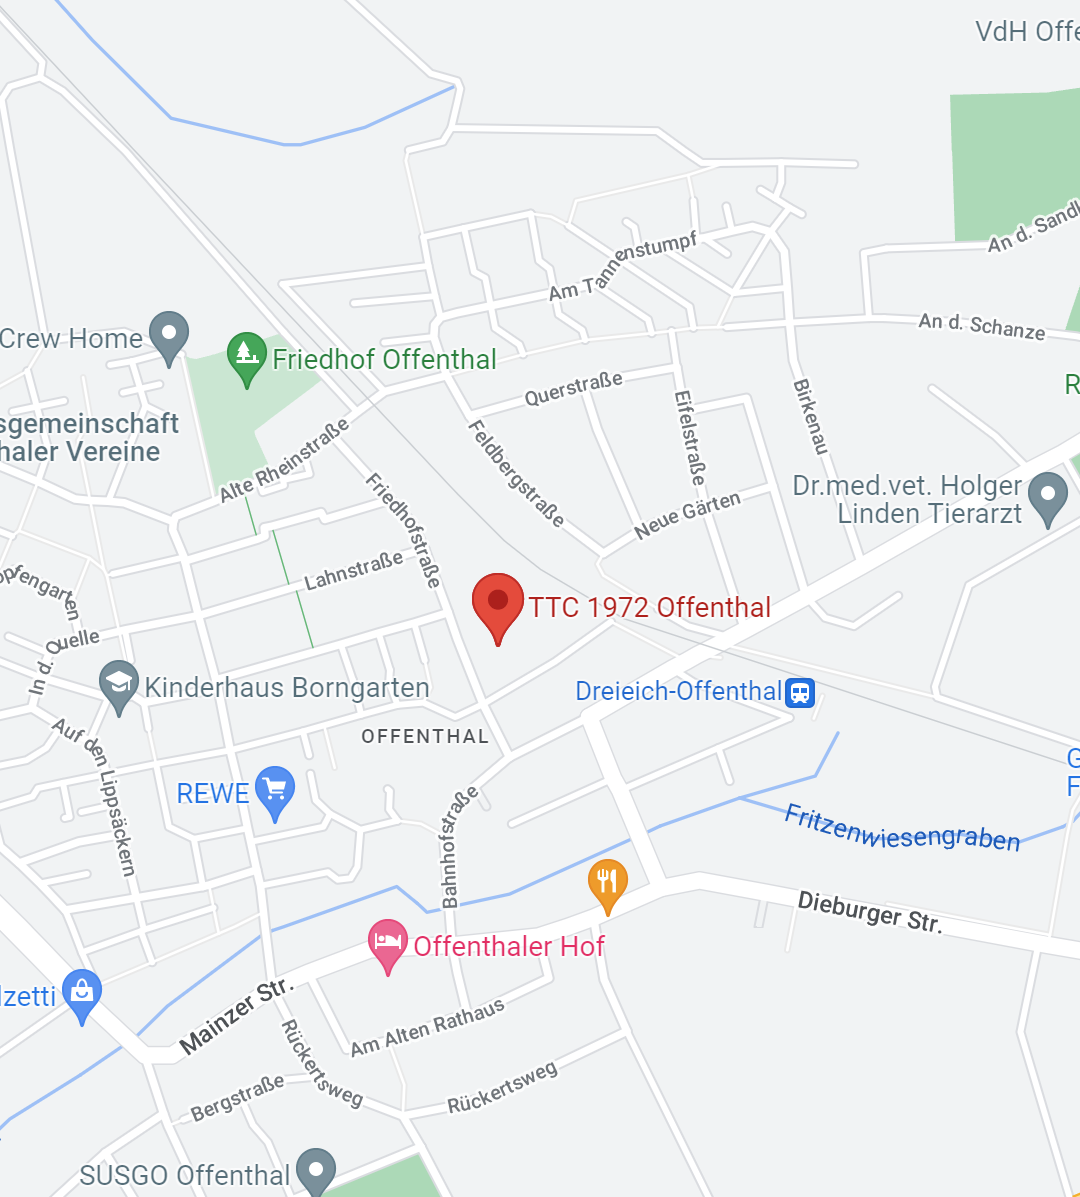 VdH Offe
An d. Sandl
Am Tannenstumpf
An d. Schanze
Crew Home
Friedhof Offenthal
Querstraße
R
sgemeinschaft
haler Vereine
Alte Rheinstraße
Feldbergstraße
Eifelstraße
Birkenau
Friedhofstraße
Neue Gärten
Dr.med.vet. Holger
Linden Tierarzt
Lahnstraße
opfengarten
TTC 1972 Offenthal
In d. Quelle
Kinderhaus Borngarten
Dreieich-Offenthal
OFFENTHAL
Auf den Lippsäckern
REWE
G
F
Bahnhofstraße
Fritzenwiesengraben
Dieburger Str.
Offenthaler Hof
lzetti
Mainzer Str.
Am Alten Rathaus
Rückertsweg
Rückertsweg
Bergstraße
SUSGO Offenthal